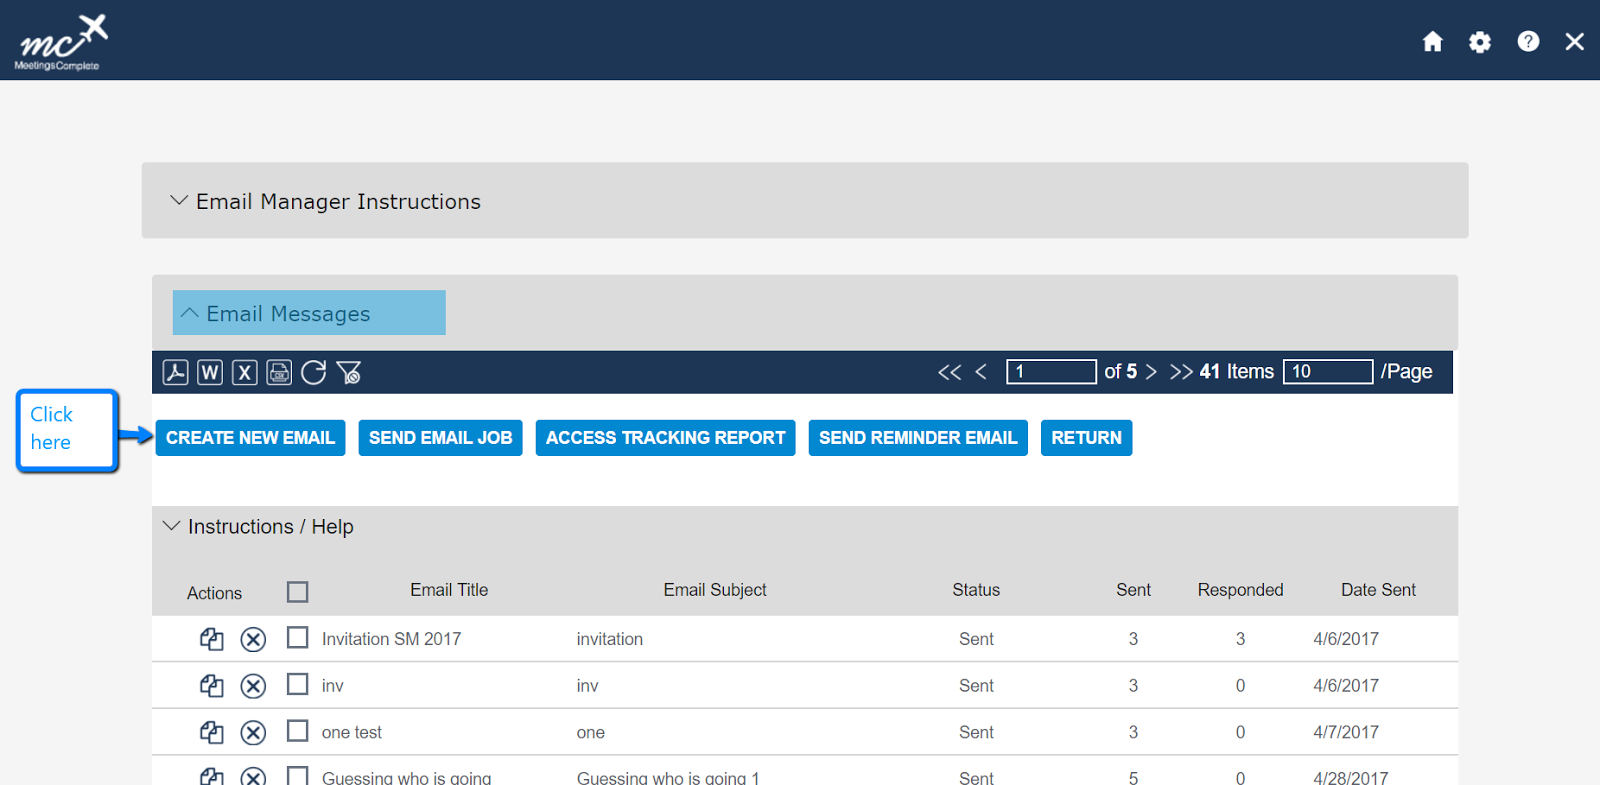 mc
MeetingsComplete
Email Manager Instructions
Email Messages
1 of 5 41 Items 10 /Page
Click
here
CREATE NEW EMAIL SEND EMAIL JOB ACCESS TRACKING REPORT SEND REMINDER EMAIL RETURN
Instructions / Help
Actions Email Title Email Subject Status Sent Responded Date Sent
Invitation SM 2017 invitation Sent 3 3 4/6/2017
inv inv Sent 3 0 4/6/2017
one test one Sent 3 0 4/7/2017
Guessing who is going Guessing who is going 1 Sent 5 0 4/28/2017